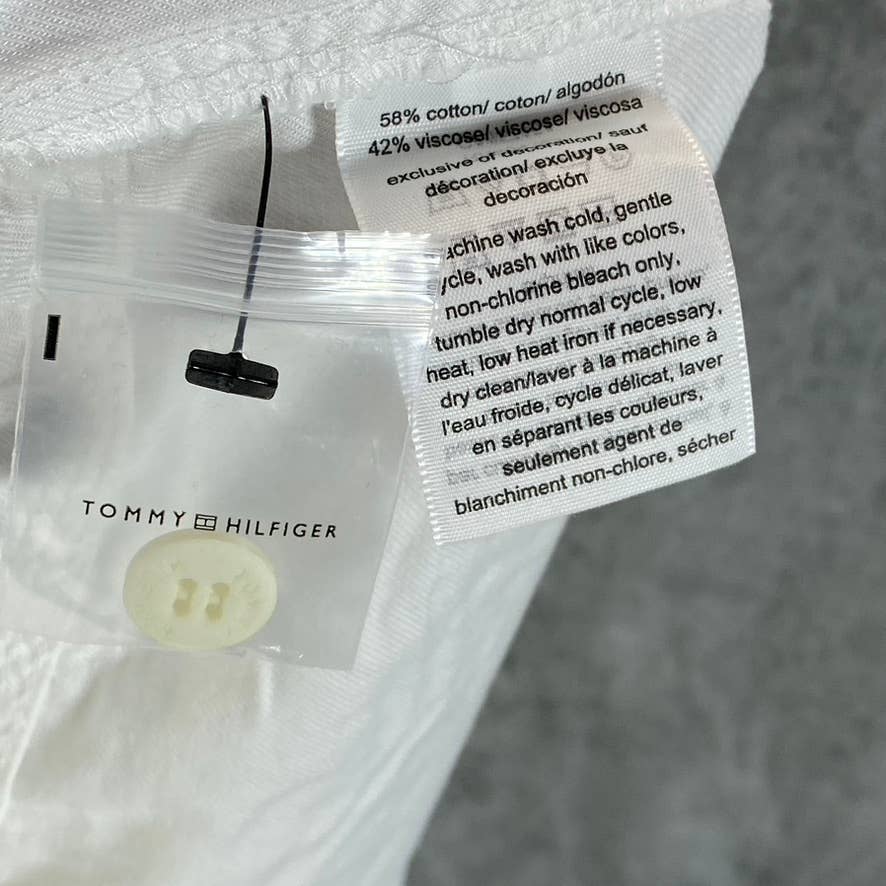 58% cotton/ coton/ algodón
42% viscose/ viscose/ viscosa
exclusive of decoration/ sauf
décoration/ excluye la
decoración
achine wash cold, gentle
ycle, wash with like colors,
non-chlorine bleach only,
tumble dry normal cycle, low
heat, low heat iron if necessary,
dry clean/laver à la machine à
l'eau froide, cycle délicat, laver
en séparant les couleurs,
seulement agent de
blanchiment non-chlore, sécher
TOMMY HILFIGER